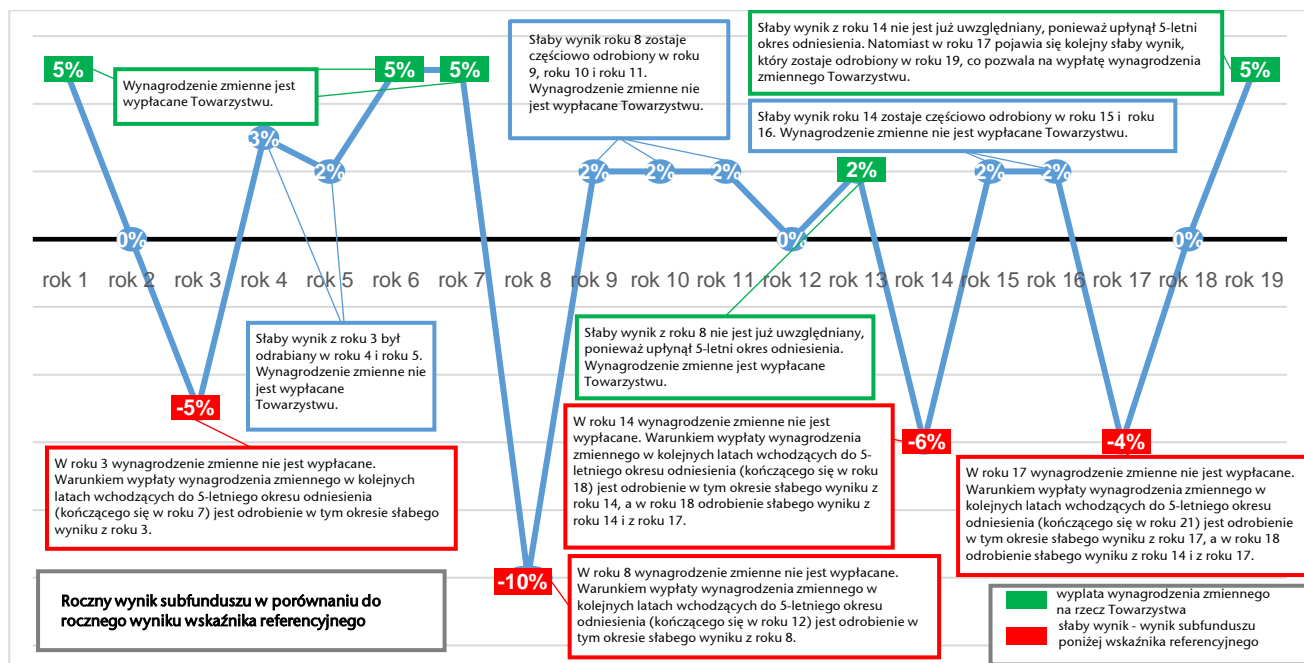 Słaby wynik z roku 14 nie jest już uwzględniany, ponieważ upłynął 5-letni
okres odniesienia. Natomiast w roku 17 pojawia się kolejny słaby wynik,
który zostaje odrobiony w roku 19, co pozwala na wypłatę wynagrodzenia
zmiennego Towarzystwu.
Słaby wynik roku 8 zostaje
częściowo odrobiony w roku
9, roku 10 i roku 11.
Wynagrodzenie zmienne nie
jest wypłacane Towarzystwu.
Wynagrodzenie zmienne jest
wypłacane Towarzystwu.
Słaby wynik roku 14 zostaje częściowo odrobiony w roku 15 i roku
16. Wynagrodzenie zmienne nie jest wypłacane Towarzystwu.
5%
0%
-5%
3%
2%
5%
5%
-10%
2%
2%
2%
0%
2%
-6%
2%
2%
-4%
0%
5%
rok 1
rok 2
rok 3
rok 4
rok 5
rok 6
rok 7
rok 8
rok 9
rok 10
rok 11
rok 12
rok 13
rok 14
rok 15
rok 16
rok 17
rok 18
rok 19
Słaby wynik z roku 3 był
odrabiany w roku 4 i roku 5.
Wynagrodzenie zmienne nie
jest wypłacane
Towarzystwu.
Słaby wynik z roku 8 nie jest już uwzględniany,
ponieważ upłynął 5-letni okres odniesienia.
Wynagrodzenie zmienne jest wypłacane
Towarzystwu.
W roku 3 wynagrodzenie zmienne nie jest wypłacane.
Warunkiem wypłaty wynagrodzenia zmiennego w kolejnych
latach wchodzących do 5-letniego okresu odniesienia
(kończącego się w roku 7) jest odrobienie w tym okresie słabego
wyniku z roku 3.
W roku 14 wynagrodzenie zmienne nie jest
wypłacane. Warunkiem wypłaty wynagrodzenia
zmiennego w kolejnych latach wchodzących do 5-
letniego okresu odniesienia (kończącego się w roku
18) jest odrobienie w tym okresie słabego wyniku z
roku 14, a w roku 18 odrobienie słabego wyniku z
roku 14 i z roku 17.
W roku 17 wynagrodzenie zmienne nie jest wypłacane.
Warunkiem wypłaty wynagrodzenia zmiennego w
kolejnych latach wchodzących do 5-letniego okresu
odniesienia (kończącego się w roku 21) jest odrobienie
w tym okresie słabego wyniku z roku 17, a w roku 18
odrobienie słabego wyniku z roku 14 i z roku 17.
W roku 8 wynagrodzenie zmienne nie jest wypłacane.
Warunkiem wypłaty wynagrodzenia zmiennego w
kolejnych latach wchodzących do 5-letniego okresu
odniesienia (kończącego się w roku 12) jest odrobienie w
tym okresie słabego wyniku z roku 8.
Roczny wynik subfunduszu w porównaniu do
rocznego wyniku wskaźnika referencyjnego
wyplata wynagrodzenia zmiennego
na rzecz Towarzystwa
słaby wynik - wynik subfunduszu
poniżej wskaźnika referencyjnego